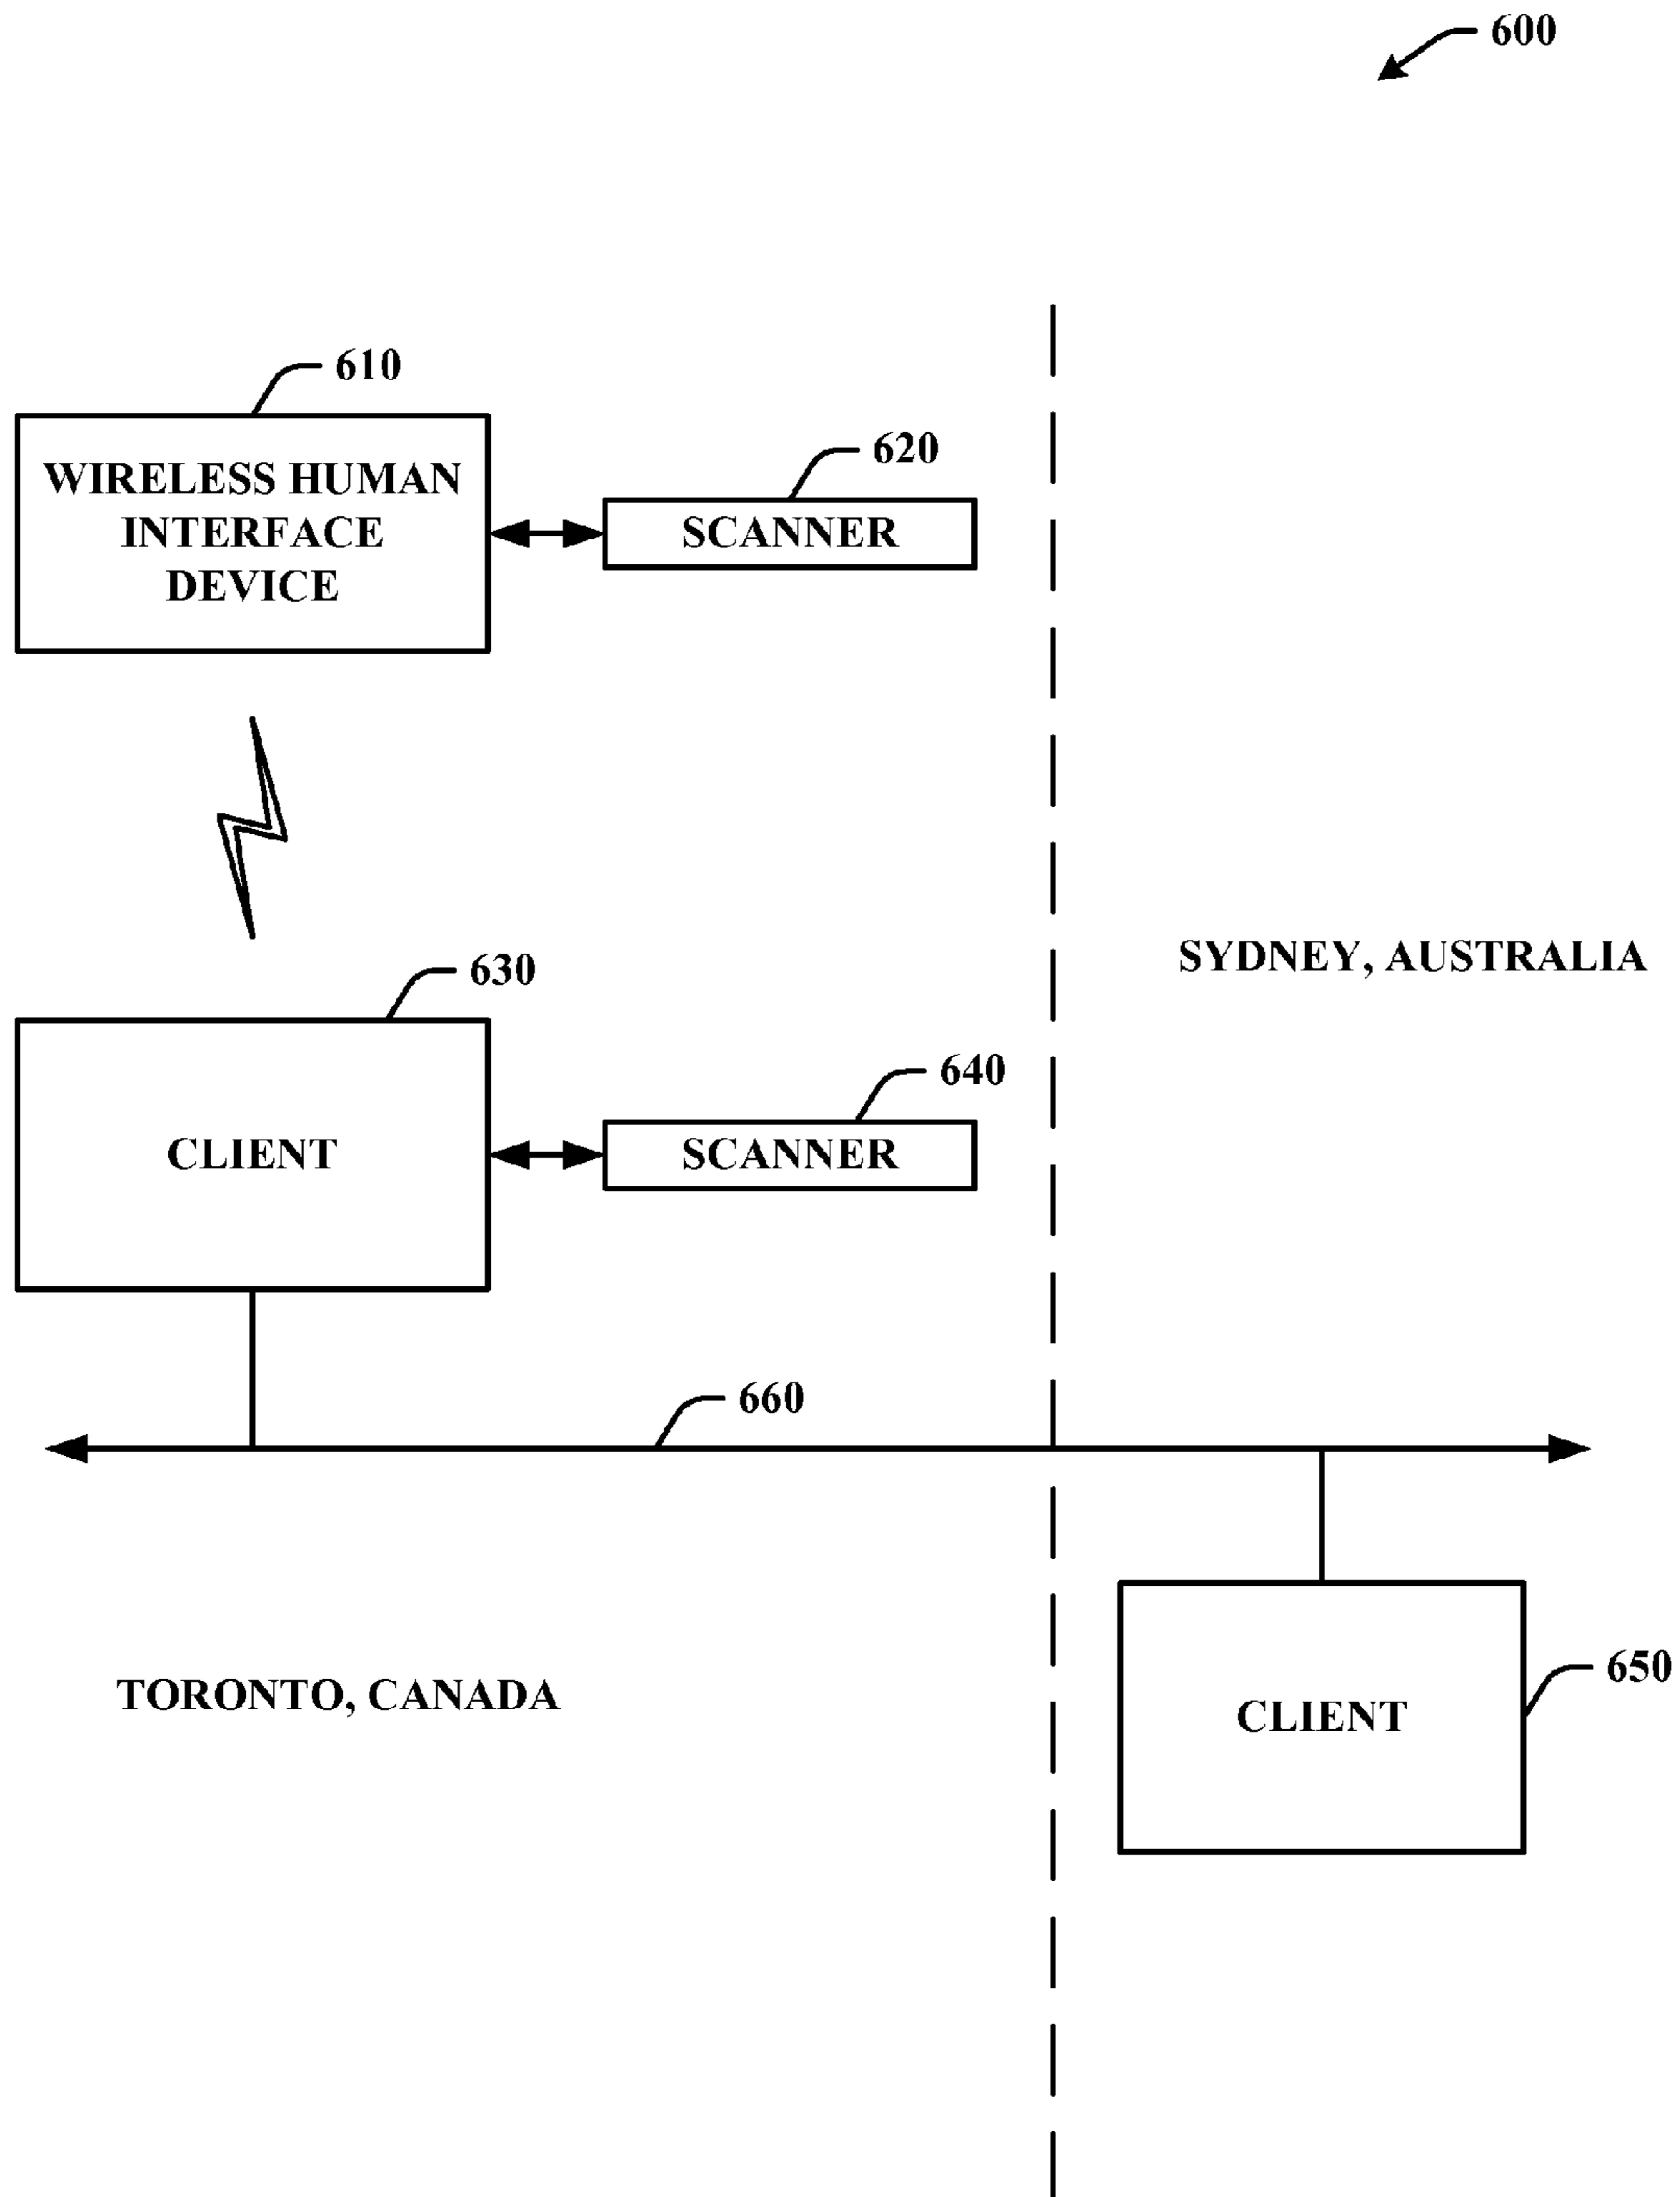 600
610
WIRELESS HUMAN
INTERFACE
DEVICE
620
SCANNER
SYDNEY, AUSTRALIA
630
CLIENT
640
SCANNER
660
TORONTO, CANADA
650
CLIENT